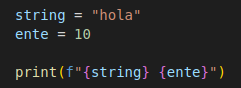 string = "hola"
ente = 10
print(f"{string} {ente}")